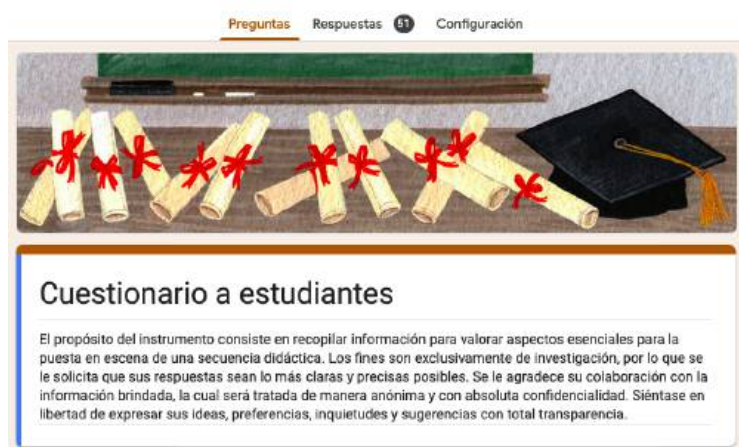 Preguntas Respuestas 51 Configuración
Cuestionario a estudiantes
El propósito del instrumento consiste en recopilar información para valorar aspectos esenciales para la
puesta en escena de una secuencia didáctica. Los fines son exclusivamente de investigación, por lo que se
le solicita que sus respuestas sean lo más claras y precisas posibles. Se le agradece su colaboración con la
información brindada, la cual será tratada de manera anónima y con absoluta confidencialidad. Siéntase en
libertad de expresar sus ideas, preferencias, inquietudes y sugerencias con total transparencia.